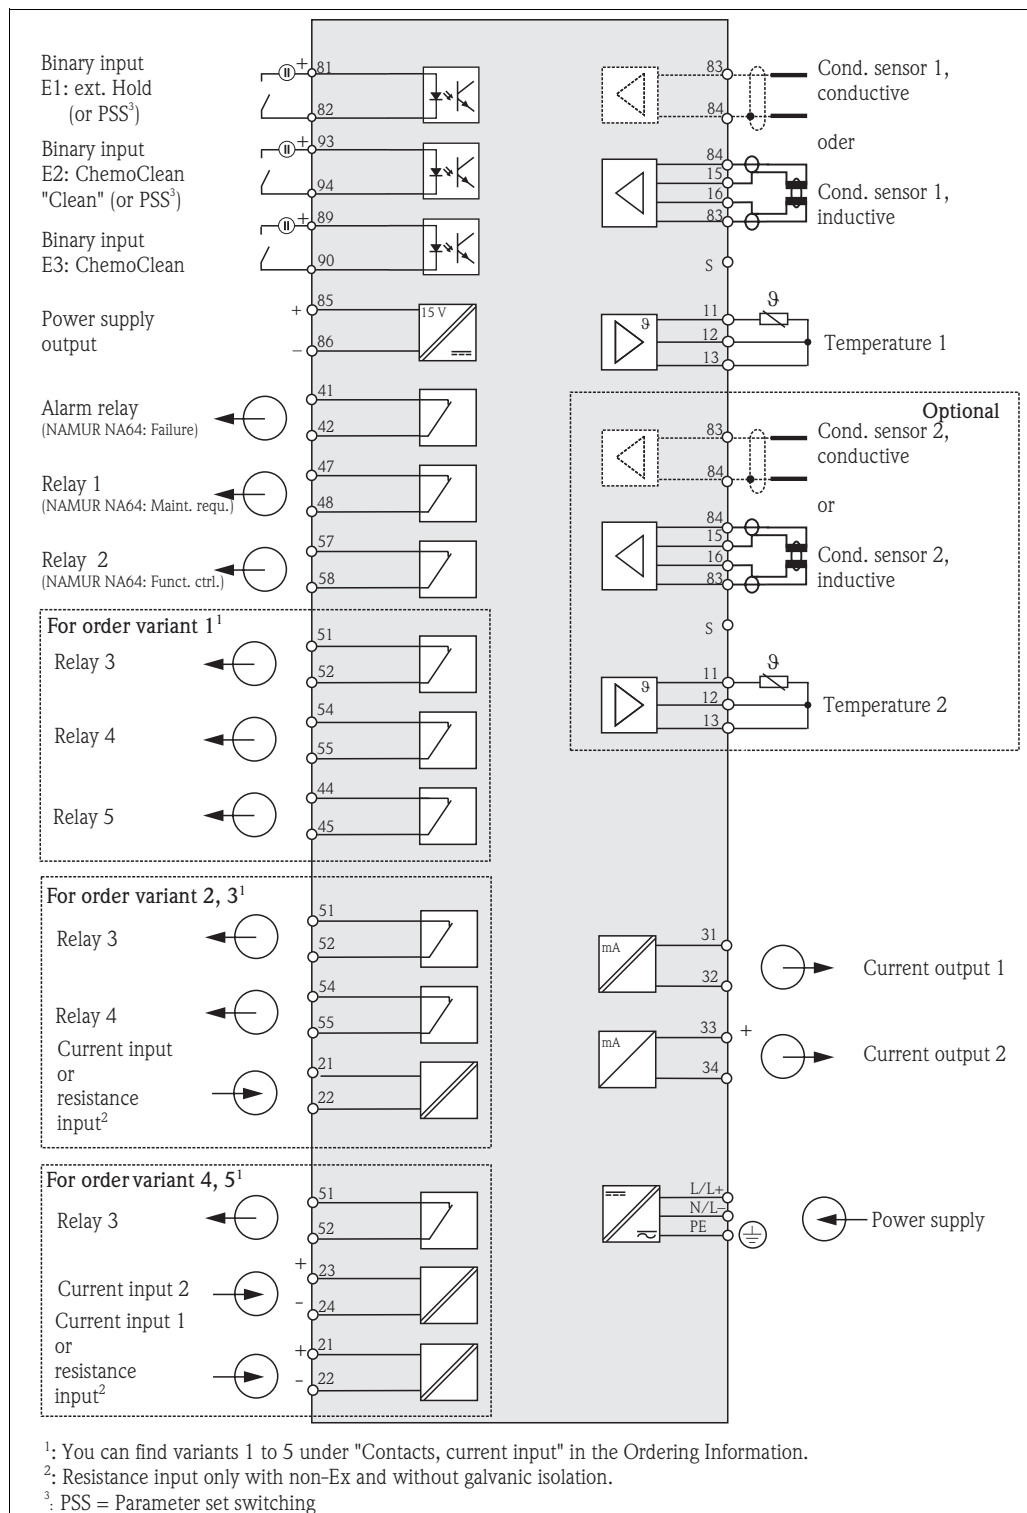 Binary input
E1: ext. Hold
(or PSS³)
+
81
82
Binary input
E2: ChemoClean
"Clean" (or PSS³)
+
93
94
Binary input
E3: ChemoClean
+
89
90
Power supply
output
+
85
–
86
15 V
Alarm relay
(NAMUR NA64: Failure)
41
42
Relay 1
(NAMUR NA64: Maint. requ.)
47
48
Relay 2
(NAMUR NA64: Funct. ctrl.)
57
58
For order variant 1¹
Relay 3
51
52
Relay 4
54
55
Relay 5
44
45
For order variant 2, 3¹
Relay 3
51
52
Relay 4
54
55
Current input
or
resistance
input²
21
22
For order variant 4, 5¹
Relay 3
51
52
Current input 2
+
23
-
24
Current input 1
or
resistance
input²
+
21
-
22
83
84
Cond. sensor 1,
conductive
oder
84
15
16
83
Cond. sensor 1,
inductive
S
ϑ
11
12
13
ϑ
Temperature 1
Optional
83
84
Cond. sensor 2,
conductive
or
84
15
16
83
Cond. sensor 2,
inductive
S
ϑ
11
12
13
ϑ
Temperature 2
mA
31
32
Current output 1
mA
33
+
34
Current output 2
L/L+
N/L–
PE
Power supply
¹: You can find variants 1 to 5 under "Contacts, current input" in the Ordering Information.
²: Resistance input only with non-Ex and without galvanic isolation.
³: PSS = Parameter set switching